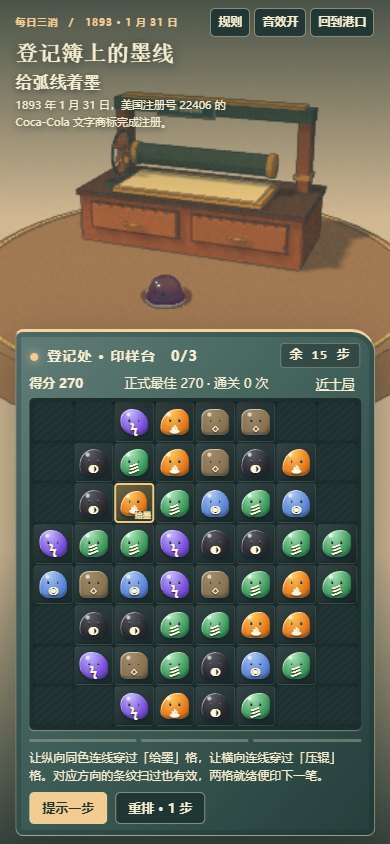 每日三消 / 1893 · 1 月 31 日
规则
音效开
回到港口
登记簿上的墨线
给弧线着墨
1893 年 1 月 31 日，美国注册号 22406 的
Coca-Cola 文字商标完成注册。
登记处 · 印样台 0/3
余 15 步
得分 270
正式最佳 270 · 通关 0 次
近十局
给墨
让纵向同色连线穿过「给墨」格，让横向连线穿过「压辊」
格。对应方向的条纹扫过也有效，两格就绪便印下一笔。
提示一步
重排 · 1 步